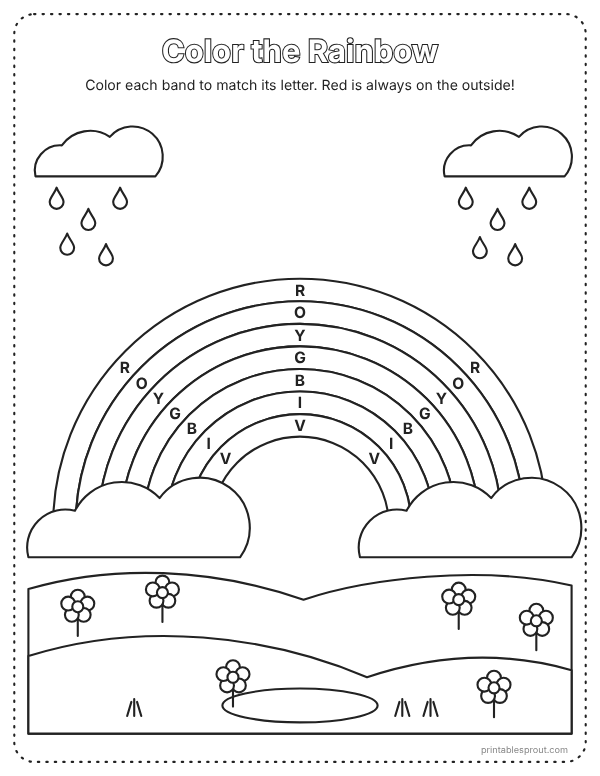 Color the Rainbow
Color each band to match its letter. Red is always on the outside!
R
O
Y
G
B
I
V
R
O
Y
G
B
I
V
R
O
Y
G
B
I
V
printablesprout.com